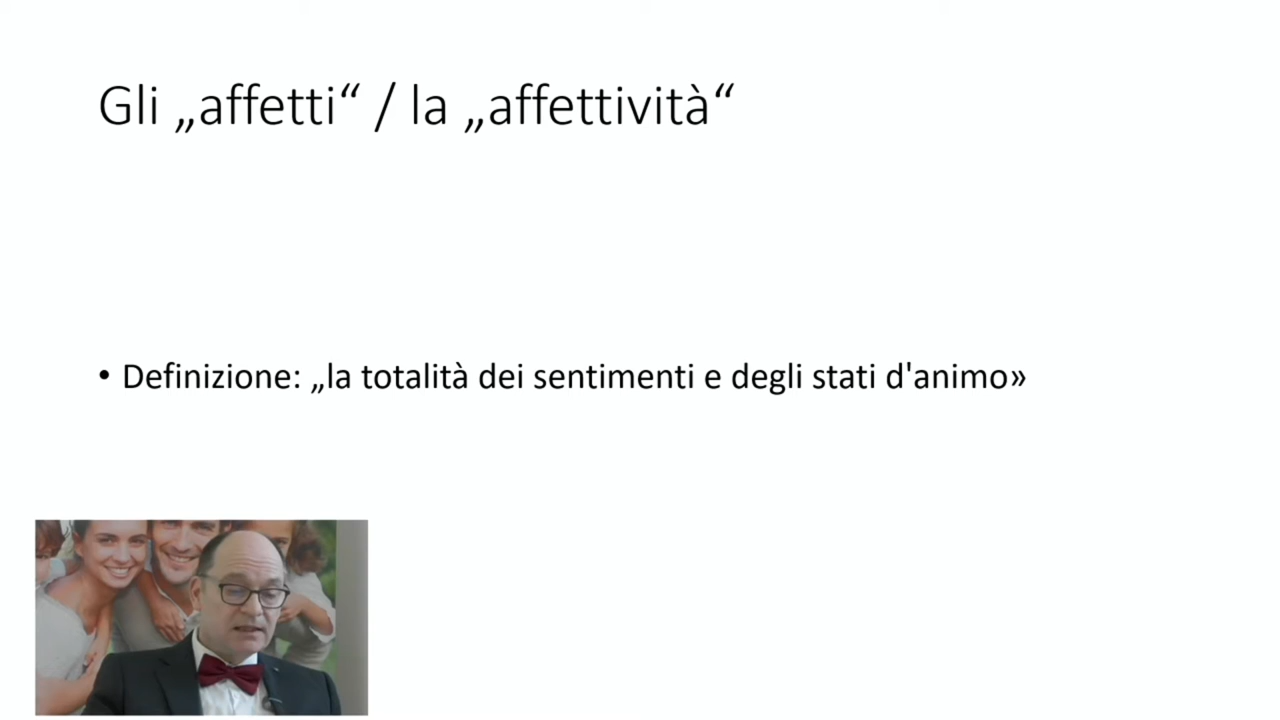 Gli „affetti“ / la „affettività“
• Definizione: „la totalità dei sentimenti e degli stati d'animo»